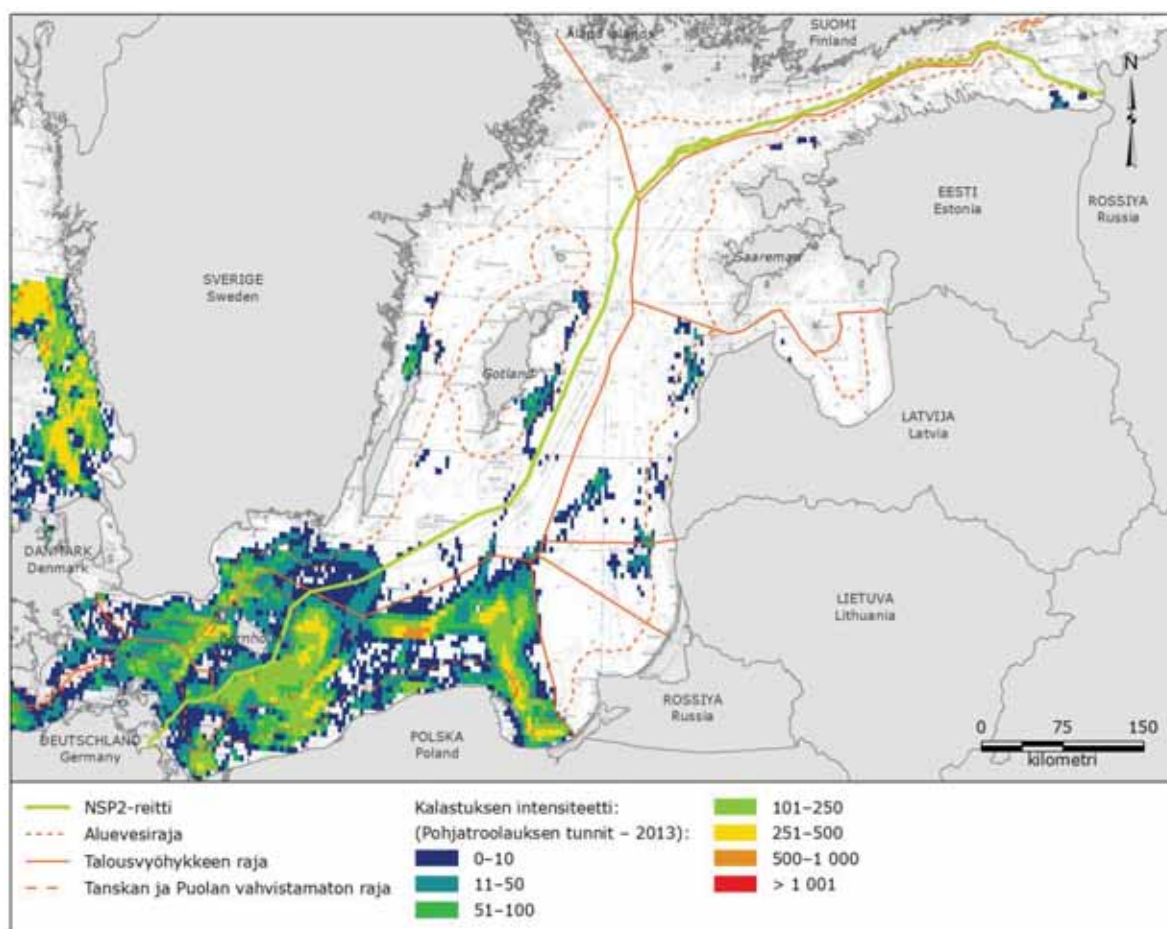 SUOMI
Finland
Åland Islands
N
EESTI
Estonia
ROSSIYA
Russia
SVERIGE
Sweden
Saaremaa
Gotland
LATVIJA
Latvia
DANMARK
Denmark
LIETUVA
Lithuania
Bornholm
ROSSIYA
Russia
POLSKA
Poland
DEUTSCHLAND
Germany
0 75 150
kilometri
NSP2-reitti
Aluevesiraja
Talousvyöhykkeen raja
Tanskan ja Puolan vahvistamaton raja
Kalastuksen intensiteetti:
(Pohjatroolauksen tunnit – 2013):
0–10
11–50
51–100
101–250
251–500
500–1 000
> 1 001